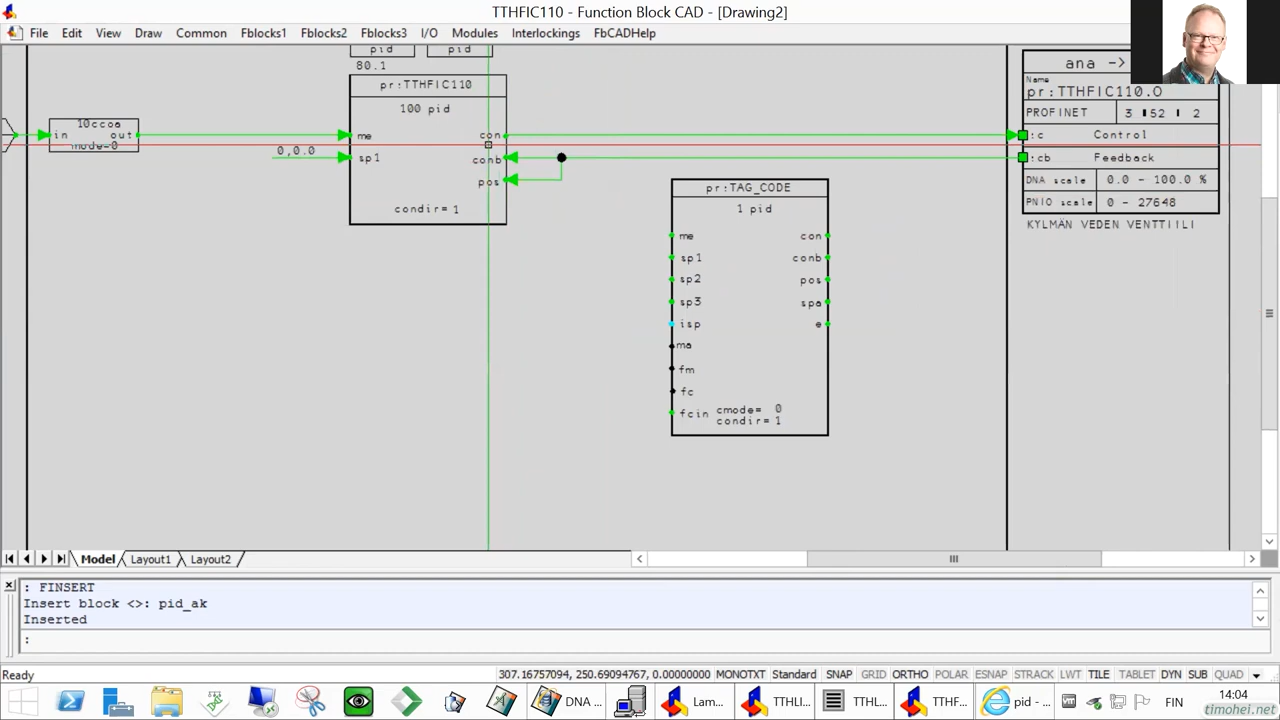 TTHFIC110 - Function Block CAD - [Drawing2]
File Edit View Draw Common Fblocks1 Fblocks2 Fblocks3 I/O Modules Interlockings FbCADHelp
pid pid
80.1
pr:TTHFIC110
100 pid
me con
sp1 conb
pos
condir= 1
10ccoa
in out
mode=0
0,0.0
ana ->
Name
pr:TTHFIC110.O
PROFINET 3 52 2
:c Control
:cb Feedback
DNA scale 0.0 - 100.0 %
PNIO scale 0 - 27648
KYLMÄN VEDEN VENTTIILI
pr:TAG_CODE
1 pid
me con
sp1 conb
sp2 pos
sp3 spa
isp e
ma
fm
fc
fcin cmode= 0
condir= 1
Model Layout1 Layout2
: FINSERT
Insert block <>: pid_ak
Inserted
:
Ready 307.16757094, 250.69094767, 0.00000000 MONOTXT Standard SNAP GRID ORTHO POLAR ESNAP STRACK LWT TILE TABLET DYN SUB QUAD
DNA ... Lam... TTHLI... TTHL... TTHF... pid - ... FIN 14:04
timohei.net